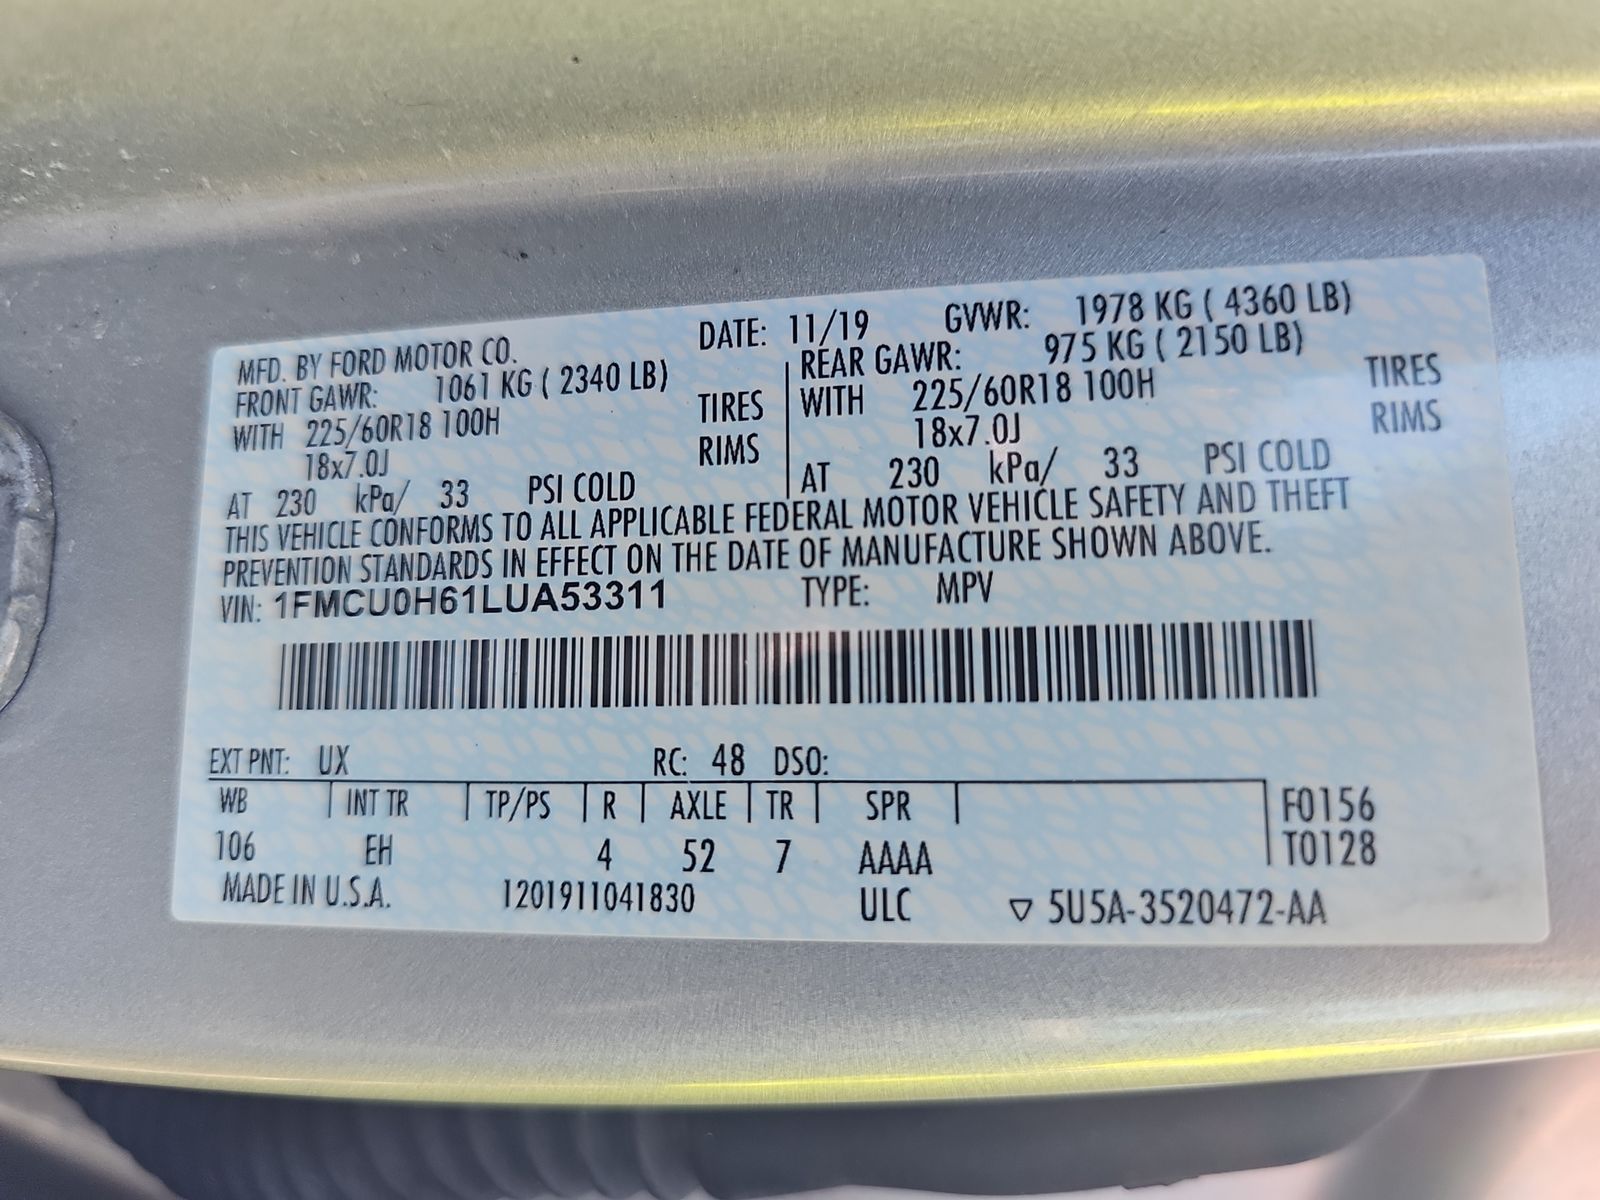 MFD. BY FORD MOTOR CO. DATE: 11/19 GVWR: 1978 KG ( 4360 LB)
FRONT GAWR: 1061 KG ( 2340 LB) REAR GAWR: 975 KG ( 2150 LB)
WITH 225/60R18 100H TIRES WITH 225/60R18 100H TIRES
18x7.0J RIMS 18x7.0J RIMS
AT 230 kPa/ 33 PSI COLD AT 230 kPa/ 33 PSI COLD
THIS VEHICLE CONFORMS TO ALL APPLICABLE FEDERAL MOTOR VEHICLE SAFETY AND THEFT
PREVENTION STANDARDS IN EFFECT ON THE DATE OF MANUFACTURE SHOWN ABOVE.
VIN: 1FMCU0H61LUA53311 TYPE: MPV
EXT PNT: UX RC: 48 DSO:
WB INT TR TP/PS R AXLE TR SPR F0156
106 EH 4 52 7 AAAA T0128
MADE IN U.S.A. 1201911041830 ULC ▽ 5U5A-3520472-AA